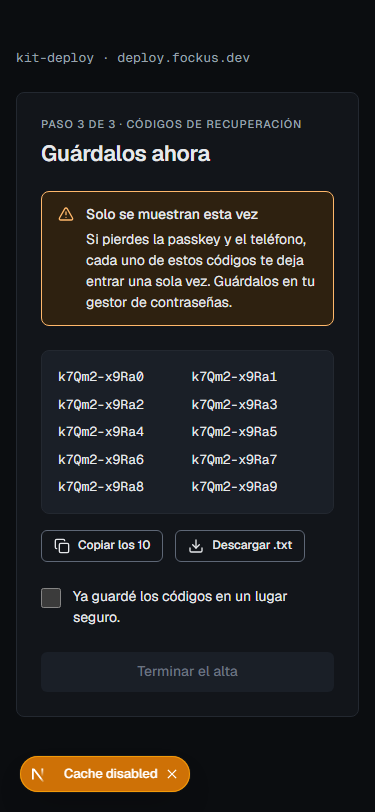 kit-deploy · deploy.fockus.dev
PASO 3 DE 3 · CÓDIGOS DE RECUPERACIÓN
Guárdalos ahora
Solo se muestran esta vez
Si pierdes la passkey y el teléfono,
cada uno de estos códigos te deja
entrar una sola vez. Guárdalos en tu
gestor de contraseñas.
k7Qm2-x9Ra0 k7Qm2-x9Ra1
k7Qm2-x9Ra2 k7Qm2-x9Ra3
k7Qm2-x9Ra4 k7Qm2-x9Ra5
k7Qm2-x9Ra6 k7Qm2-x9Ra7
k7Qm2-x9Ra8 k7Qm2-x9Ra9
Copiar los 10 Descargar .txt
Ya guardé los códigos en un lugar
seguro.
Terminar el alta
Cache disabled